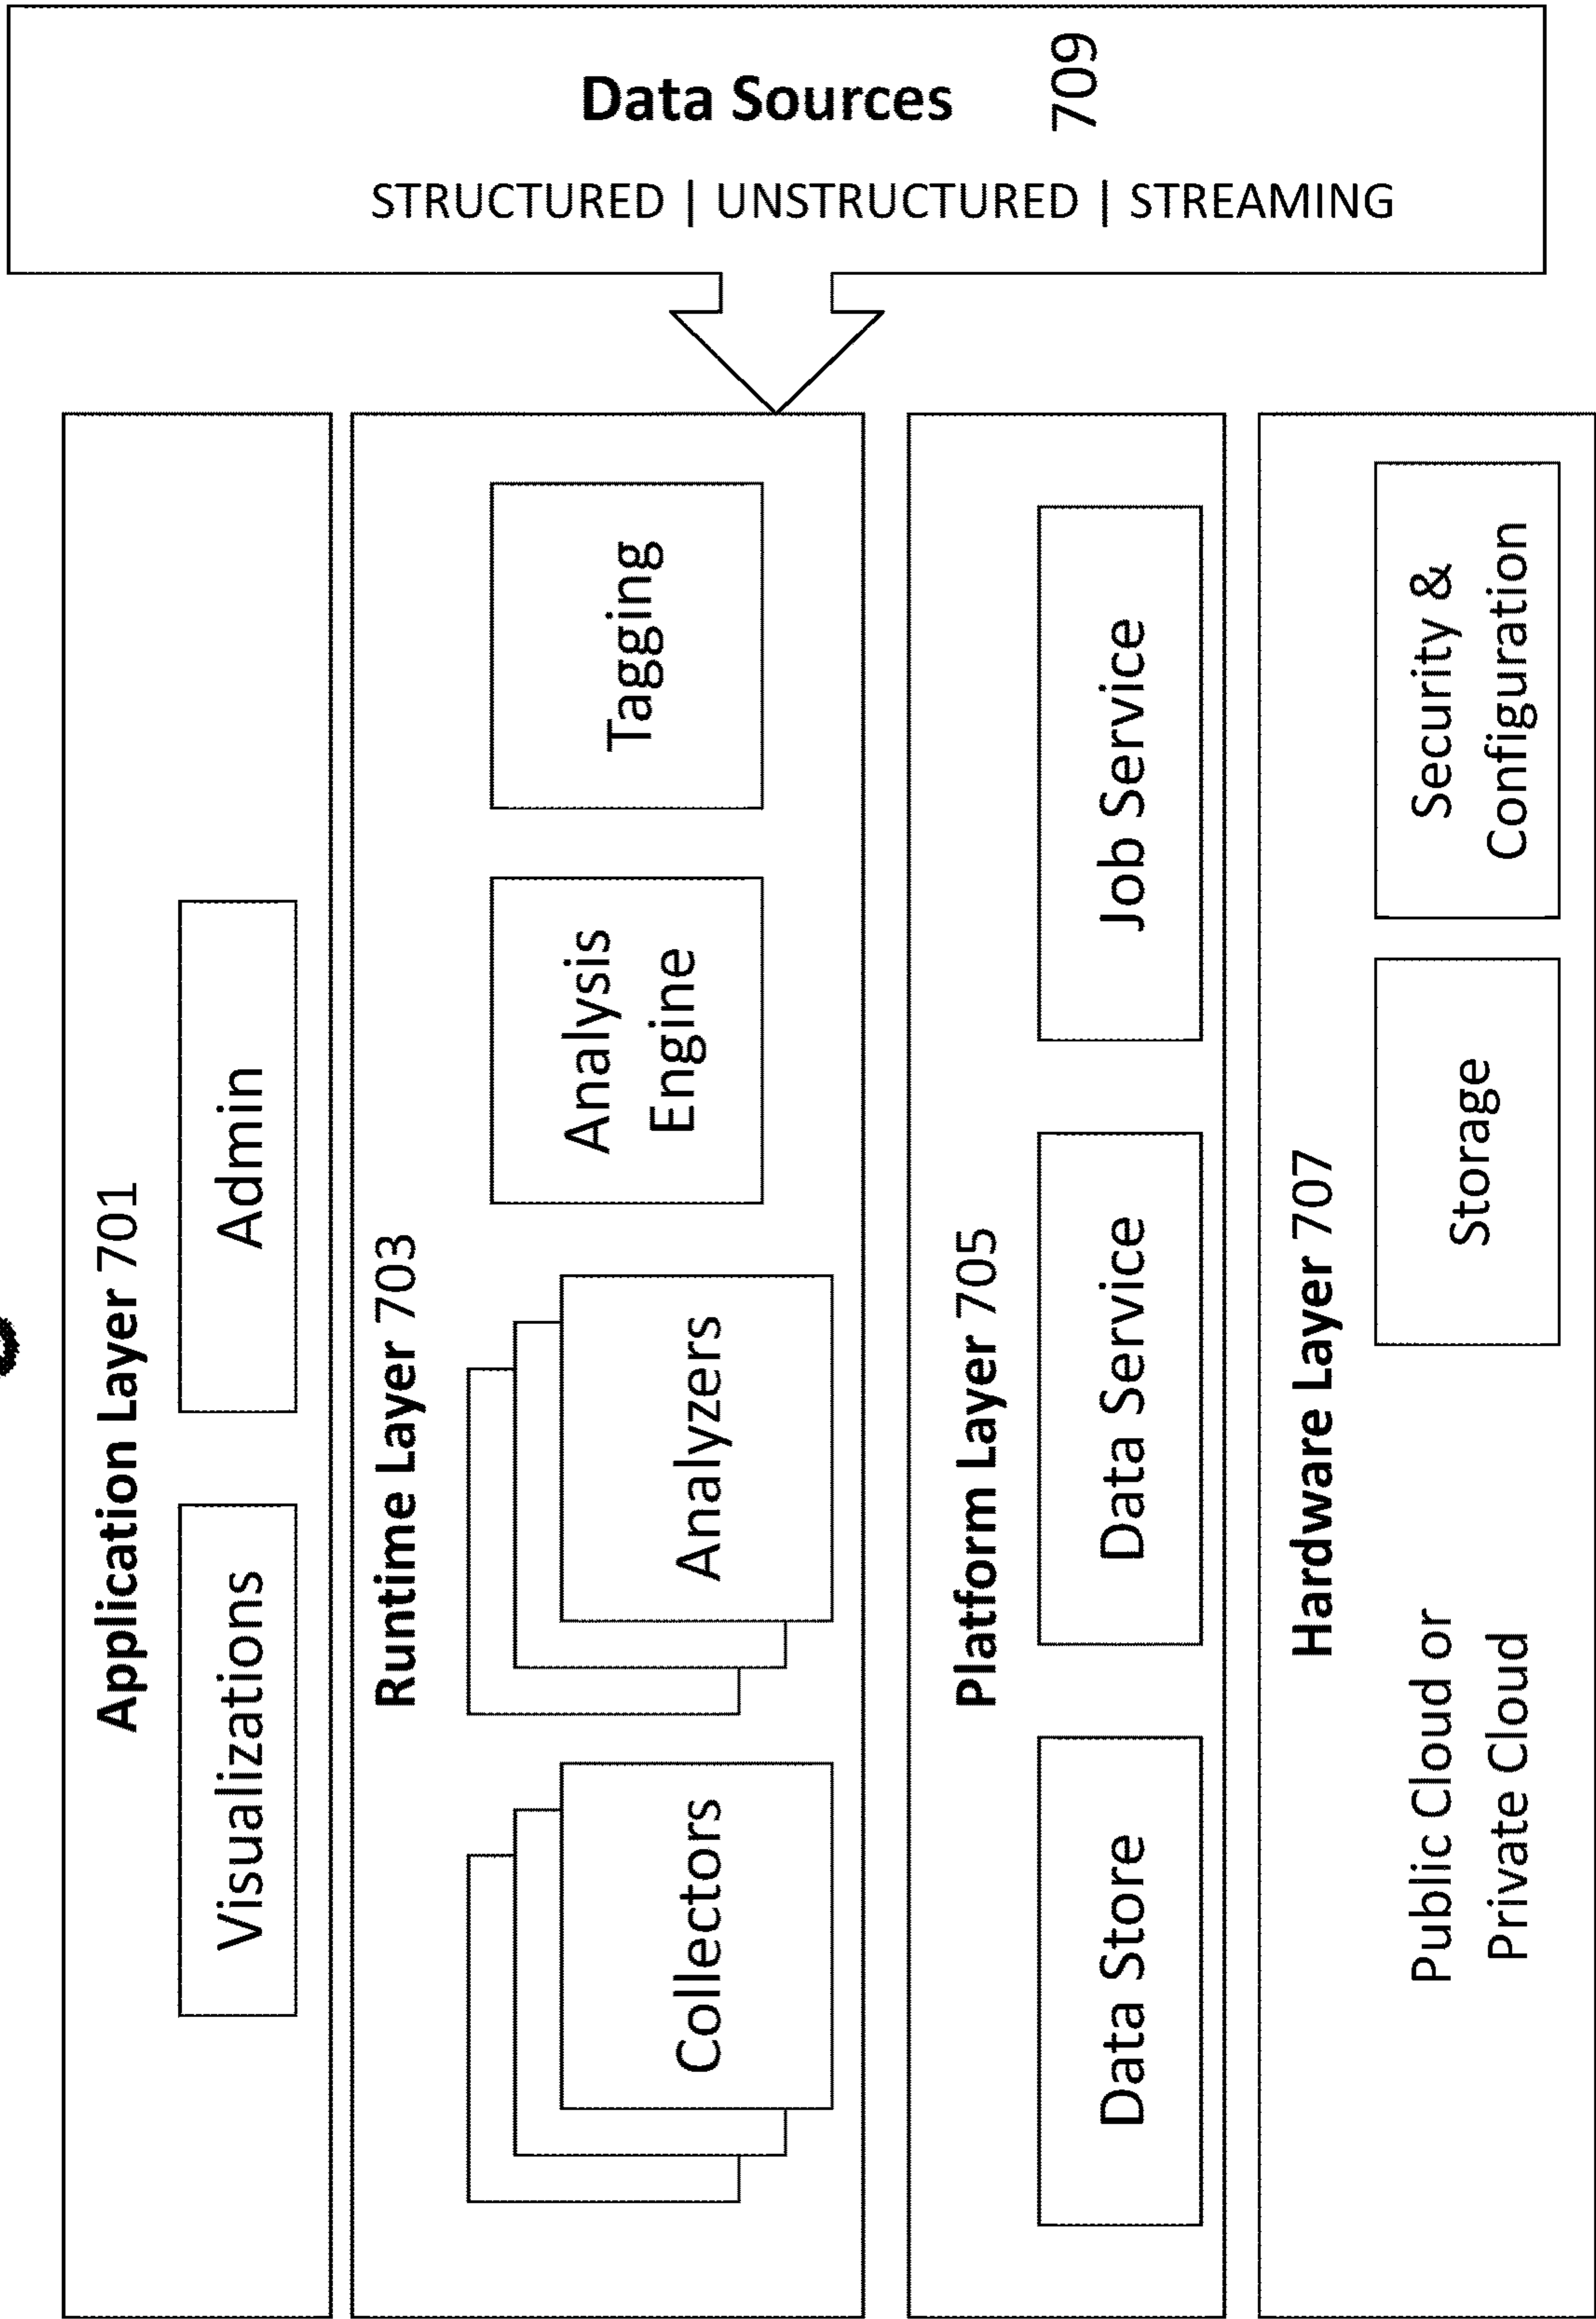 Application Layer 701
Visualizations
Admin
Runtime Layer 703
Collectors
Analyzers
Analysis
Engine
Tagging
Platform Layer 705
Data Store
Data Service
Job Service
Hardware Layer 707
Public Cloud or
Private Cloud
Storage
Security &
Configuration
Data Sources
709
STRUCTURED | UNSTRUCTURED | STREAMING